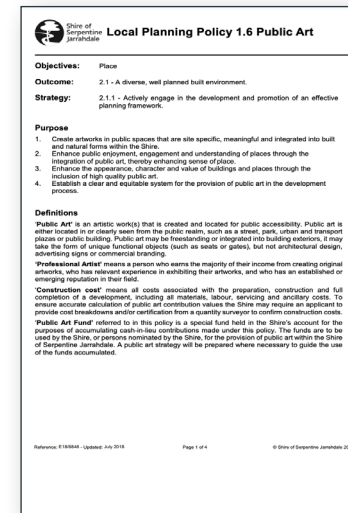 Shire of
Serpentine
Jarrahdale
Local Planning Policy 1.6 Public Art
Objectives: Place
Outcome: 2.1 - A diverse, well planned built environment.
Strategy: 2.1.1 - Actively engage in the development and promotion of an effective
planning framework.
Purpose
1. Create artworks in public spaces that are site specific, meaningful and integrated into built
and natural forms within the Shire.
2. Enhance public enjoyment, engagement and understanding of places through the
integration of public art, thereby enhancing sense of place.
3. Enhance the appearance, character and value of buildings and places through the
inclusion of high quality public art.
4. Establish a clear and equitable system for the provision of public art in the development
process.
Definitions
'Public Art' is an artistic work(s) that is created and located for public accessibility. Public art is
either located in or clearly seen from the public realm, such as a street, park, urban and transport
plazas or public building. Public art may be freestanding or integrated into building exteriors, it may
take the form of unique functional objects (such as seats or gates), but not architectural design,
advertising signs or commercial branding.
'Professional Artist' means a person who earns the majority of their income from creating original
artworks, who has relevant experience in exhibiting their artworks, and who has an established or
emerging reputation in their field.
'Construction cost' means all costs associated with the preparation, construction and full
completion of a development, including all materials, labour, servicing and ancillary costs. To
ensure accurate calculation of public art contribution values the Shire may require an applicant to
provide cost breakdowns and/or certification from a quantity surveyor to confirm construction costs.
'Public Art Fund' referred to in this policy is a special fund held in the Shire's account for the
purposes of accumulating cash-in-lieu contributions made under this policy. The funds are to be
used by the Shire, or persons nominated by the Shire, for the provision of public art within the Shire
of Serpentine Jarrahdale. A public art strategy will be prepared where necessary to guide the use
of the funds accumulated.
Reference: E18/8848 - Updated: July 2018 Page 1 of 4 © Shire of Serpentine Jarrahdale 20